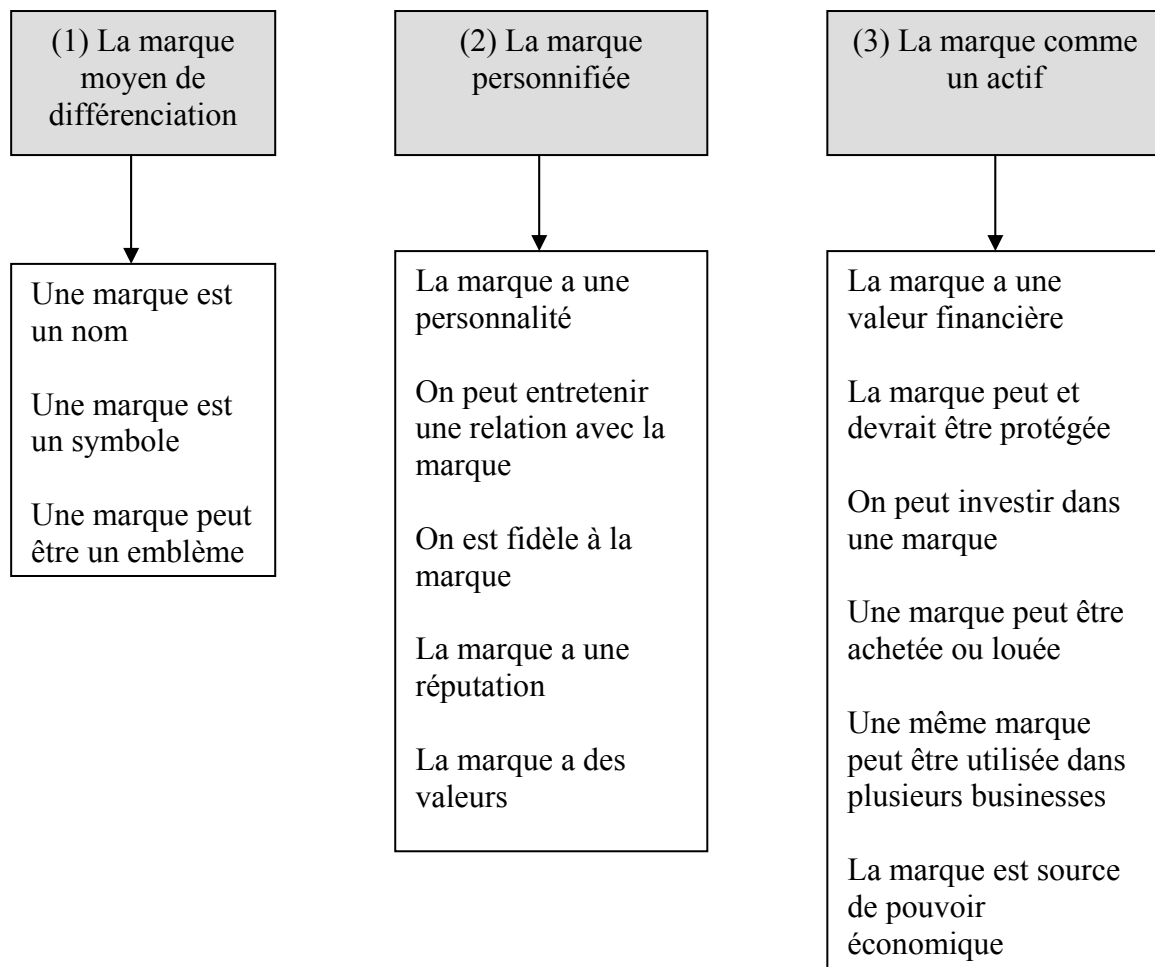 (1) La marque
moyen de
différenciation
Une marque est
un nom
Une marque est
un symbole
Une marque peut
être un emblème
(2) La marque
personnifiée
La marque a une
personnalité
On peut entretenir
une relation avec la
marque
On est fidèle à la
marque
La marque a une
réputation
La marque a des
valeurs
(3) La marque comme
un actif
La marque a une
valeur financière
La marque peut et
devrait être protégée
On peut investir dans
une marque
Une marque peut être
achetée ou louée
Une même marque
peut être utilisée dans
plusieurs businesses
La marque est source
de pouvoir
économique